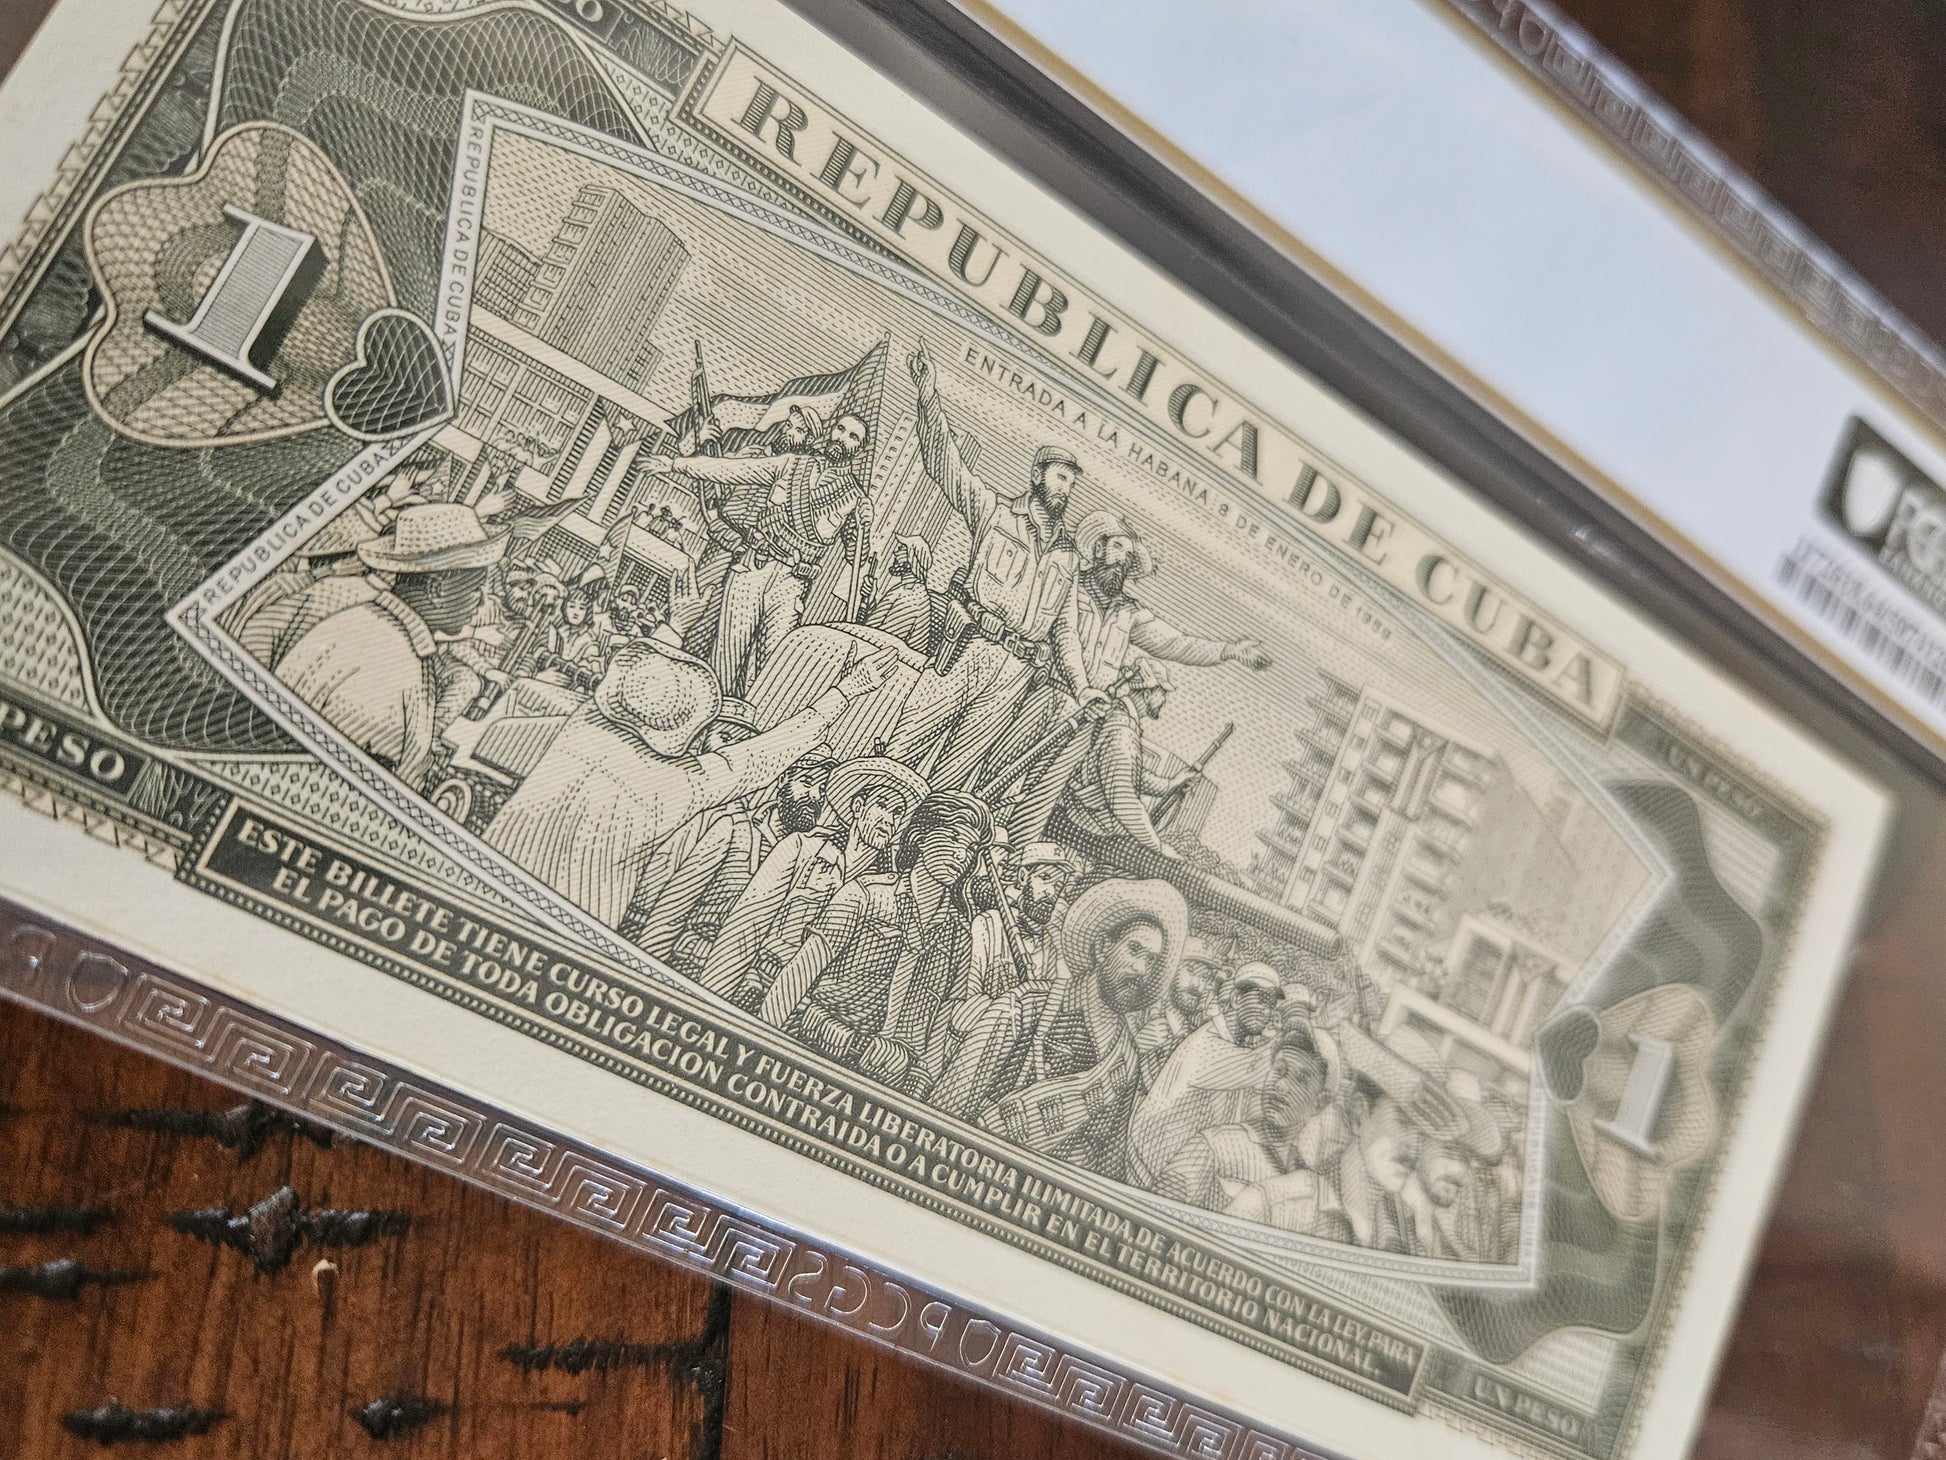 REPUBLICA DE CUBA
ENTRADA A LA HABANA: 8 DE ENERO DE 1959
1
REPUBLICA DE CUBA
REPUBLICA DE CUBA
UN PESO
1
PESO
ESTE BILLETE TIENE CURSO LEGAL Y FUERZA LIBERATORIA ILIMITADA, DE ACUERDO CON LA LEY, PARA
EL PAGO DE TODA OBLIGACION CONTRAIDA O A CUMPLIR EN EL TERRITORIO NACIONAL.
UN PESO
PCGS